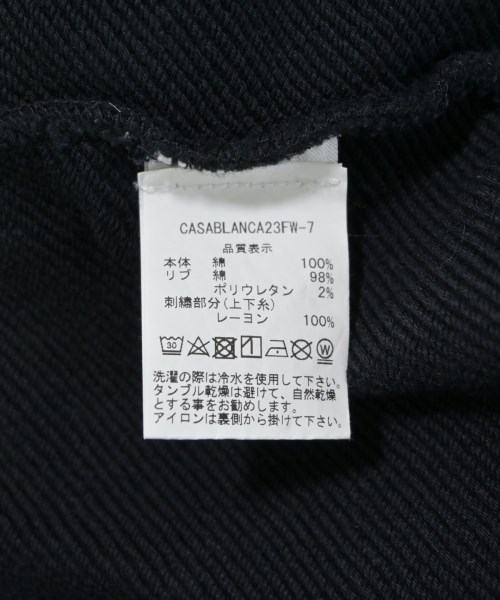 CASABLANCA23FW-7
品質表示
本体 綿 100%
リブ 綿 98%
ポリウレタン 2%
刺繍部分(上下糸)
レーヨン 100%
30 W
洗濯の際は冷水を使用して下さい。
タンブル乾燥は避けて、自然乾燥
とする事をお勧めします。
アイロンは裏側から掛けて下さい。